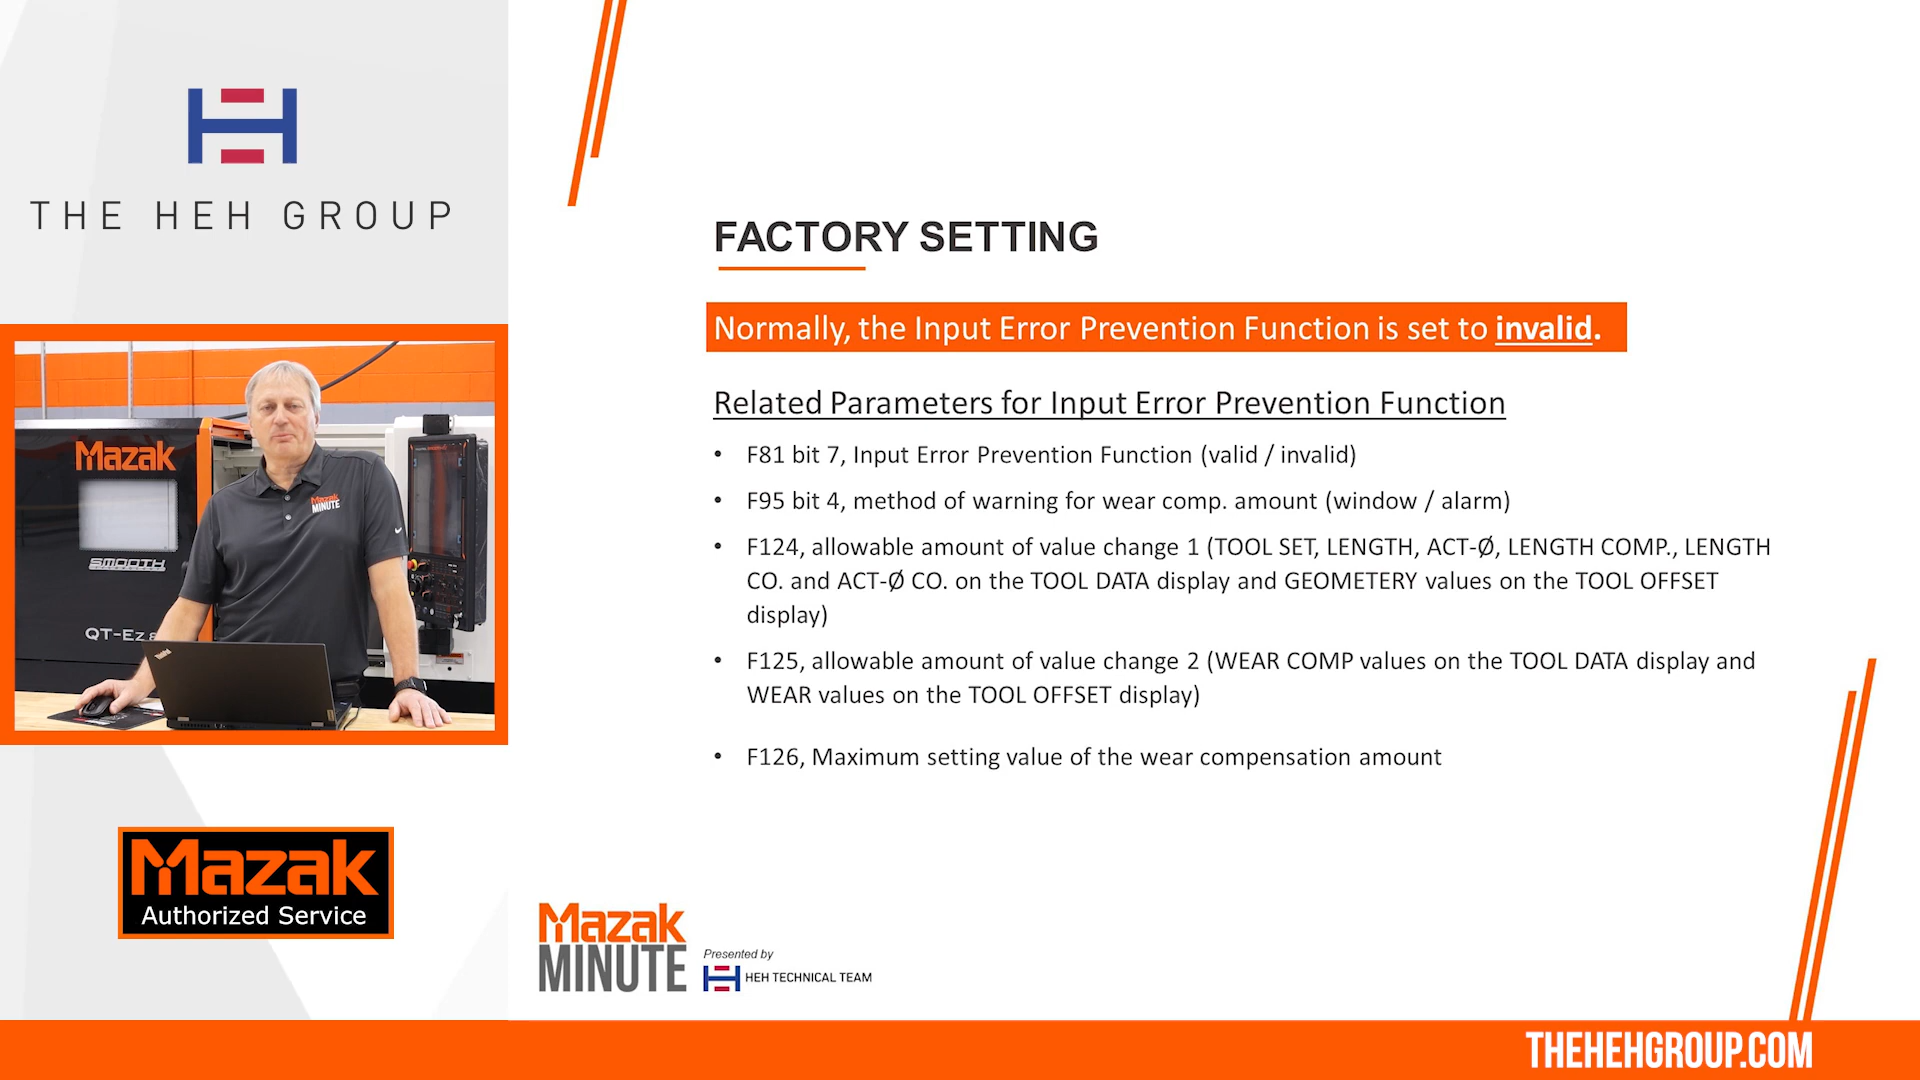 THE HEH GROUP
Mazak
SMOOTH
QT-Ez 8
Mazak
MINUTE
ThinkPad
Mazak
Authorized Service
FACTORY SETTING
Normally, the Input Error Prevention Function is set to invalid.
Related Parameters for Input Error Prevention Function
• F81 bit 7, Input Error Prevention Function (valid / invalid)
• F95 bit 4, method of warning for wear comp. amount (window / alarm)
• F124, allowable amount of value change 1 (TOOL SET, LENGTH, ACT-Ø, LENGTH COMP., LENGTH
CO. and ACT-Ø CO. on the TOOL DATA display and GEOMETERY values on the TOOL OFFSET
display)
• F125, allowable amount of value change 2 (WEAR COMP values on the TOOL DATA display and
WEAR values on the TOOL OFFSET display)
• F126, Maximum setting value of the wear compensation amount
Mazak
MINUTE
Presented by
HEH TECHNICAL TEAM
THEHEHGROUP.COM